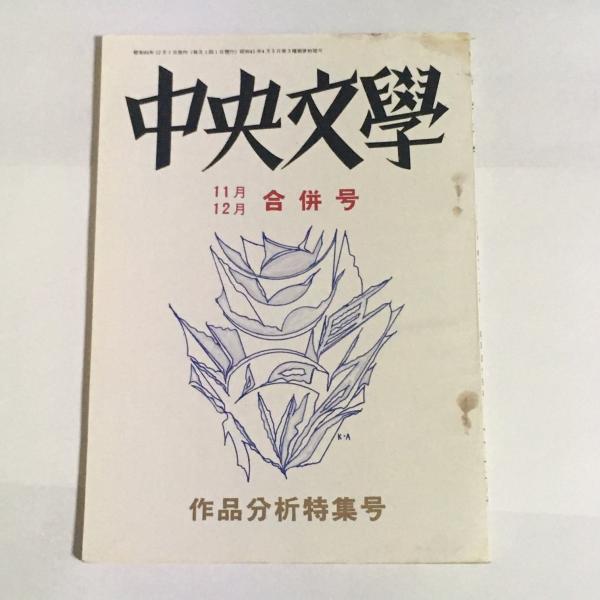 中央文學
11月
12月
合併号
K・A
作品分析特集号